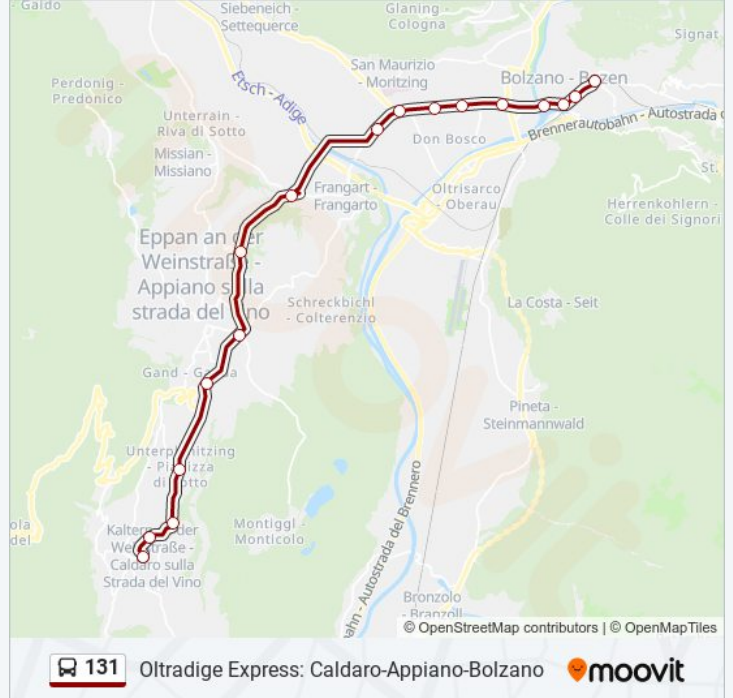 Gaido
Siebeneich -
Settequerce
Glaning -
Cologna
Signat
Perdonig -
Predonico
Etsch - Adige
San Maurizio
- Moritzing
Bolzano - Bozen
Unterrain -
Riva di Sotto
Don Bosco
Brennerautobahn - Autostrada
Missian -
Missiano
St.
Frangart -
Frangarto
Oltrisarco
- Oberau
Herrenkohlern -
Colle dei Signori
Eppan an der
Weinstraße -
Appiano sulla
strada del vino
Schreckbichl
- Colterenzio
La Costa - Seit
Gand - Ganda
Pineta -
Steinmannwald
Unterplanitzing
- Pianizza
di sotto
Kaltern an der
Weinstraße -
Caldaro sulla
Strada del Vino
Montiggl -
Monticolo
ola
del
ahn - Autostrada del Brennero
Bronzolo
- Branzoll
© OpenStreetMap contributors | © OpenMapTiles
131 Oltradige Express: Caldaro-Appiano-Bolzano moovit